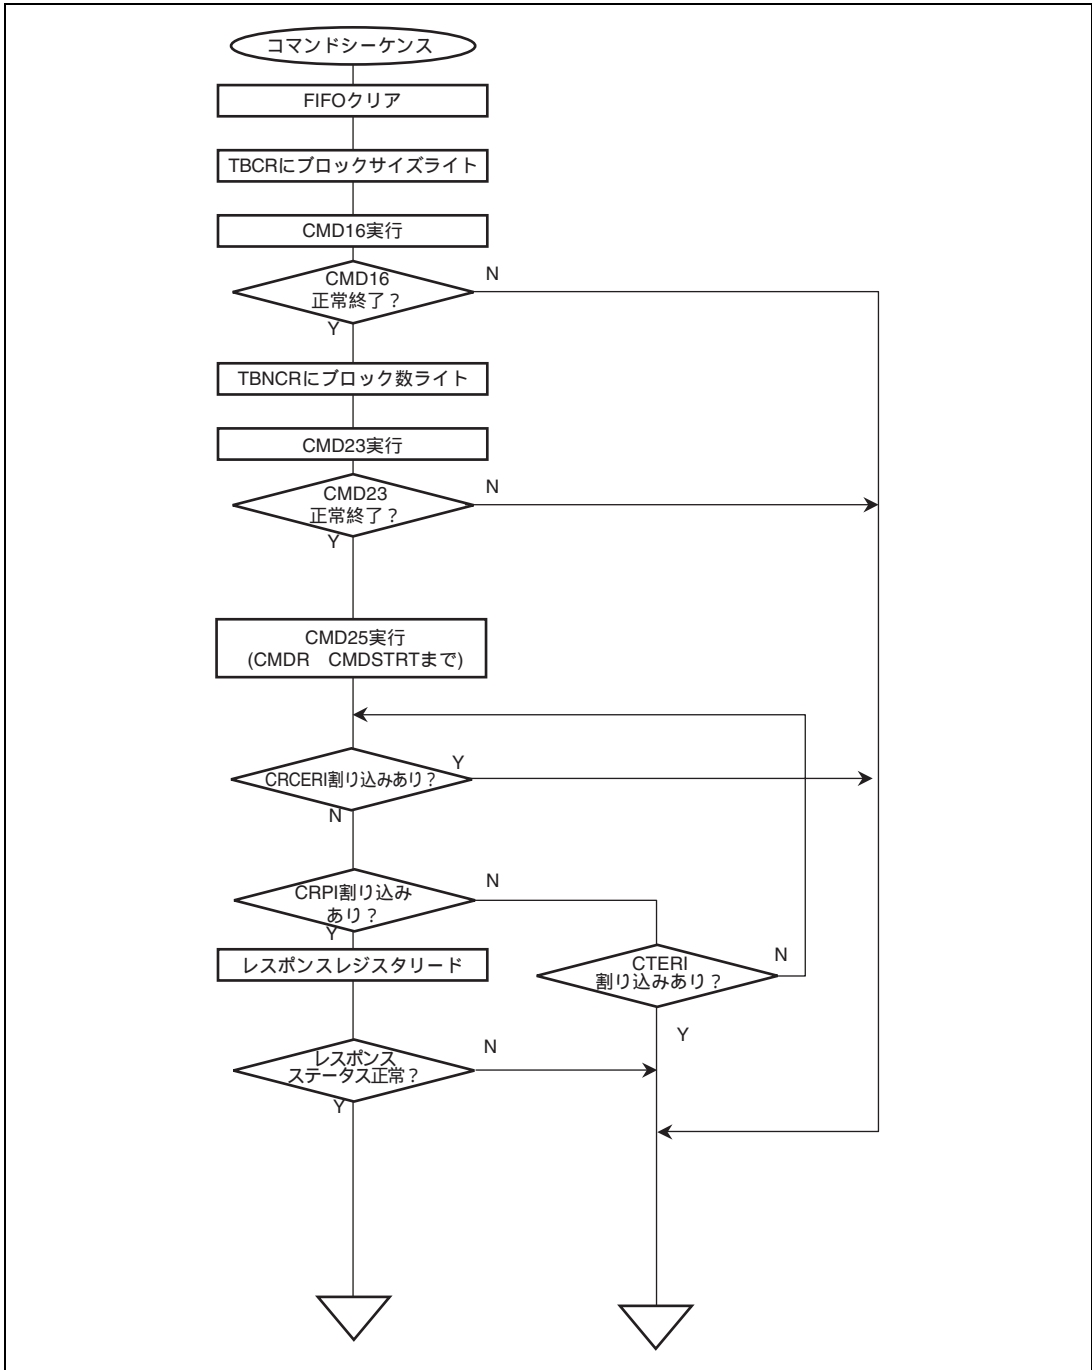 コマンドシーケンス
FIFOクリア
TBCRにブロックサイズライト
CMD16実行
CMD16
正常終了？
N
Y
TBNCRにブロック数ライト
CMD23実行
CMD23
正常終了？
N
Y
CMD25実行
(CMDR　CMDSTRTまで)
CRCERI割り込みあり？
Y
N
CRPI割り込み
あり？
N
Y
レスポンスレジスタリード
CTERI
割り込みあり？
N
Y
レスポンス
ステータス正常？
N
Y